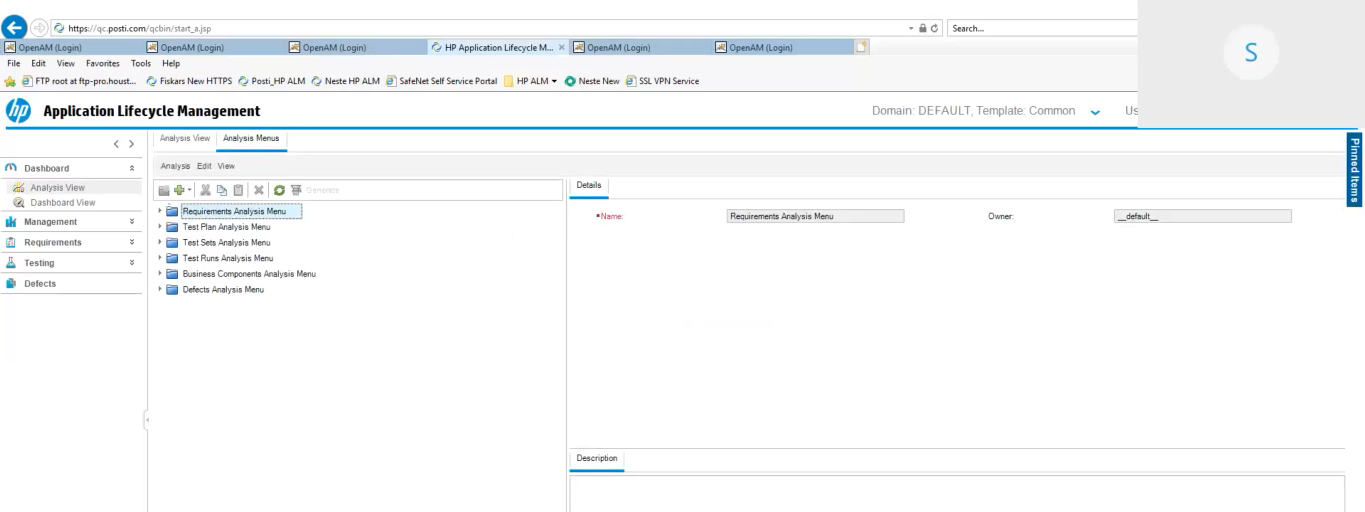 https://qc.posti.com/qcbin/start_a.jsp Search...
OpenAM (Login) OpenAM (Login) OpenAM (Login) HP Application Lifecycle M... OpenAM (Login) OpenAM (Login)
File Edit View Favorites Tools Help
FTP root at ftp-pro.houst... Fiskars New HTTPS Posti_HP ALM Neste HP ALM SafeNet Self Service Portal HP ALM Neste New SSL VPN Service
S
hp Application Lifecycle Management Domain: DEFAULT, Template: Common Us
Analysis View Analysis Menus
Pinned Items
Analysis Edit View
Dashboard
Analysis View
Dashboard View
Management
Requirements
Testing
Defects
Generate
Requirements Analysis Menu
Test Plan Analysis Menu
Test Sets Analysis Menu
Test Runs Analysis Menu
Business Components Analysis Menu
Defects Analysis Menu
Details
*Name: Requirements Analysis Menu Owner: __default__
Description